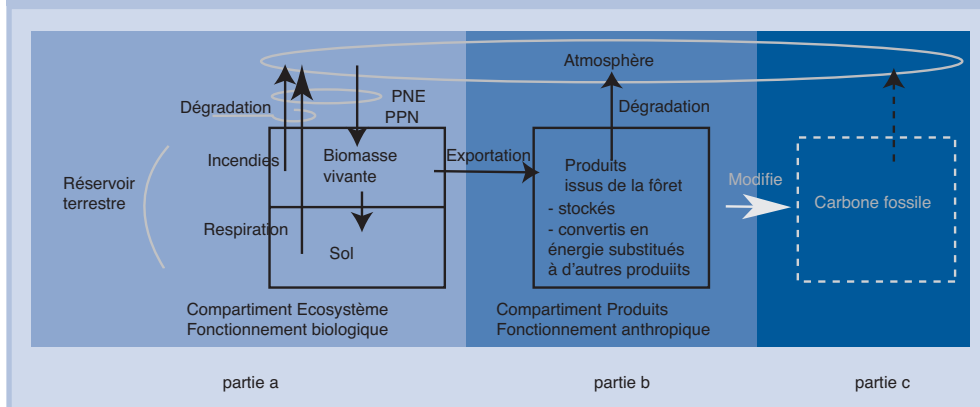 Atmosphère
Dégradation
PNE
PPN
Dégradation
Incendies
Biomasse
vivante
Exportation
Réservoir
terrestre
Respiration
Sol
Produits
issus de la fôret
- stockés
- convertis en
énergie substitués
à d'autres produiits
Modifie
Carbone fossile
Compartiment Ecosystème
Fonctionnement biologique
Compartiment Produits
Fonctionnement anthropique
partie a
partie b
partie c